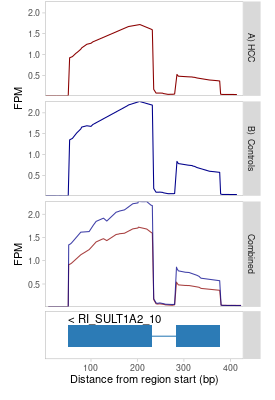 2.0
1.5
1.0
0.5
A) HCC
FPM
2.0
1.5
1.0
0.5
B) Controls
2.0
1.5
1.0
0.5
Combined
FPM
< RI_SULT1A2_10
100
200
300
400
Distance from region start (bp)